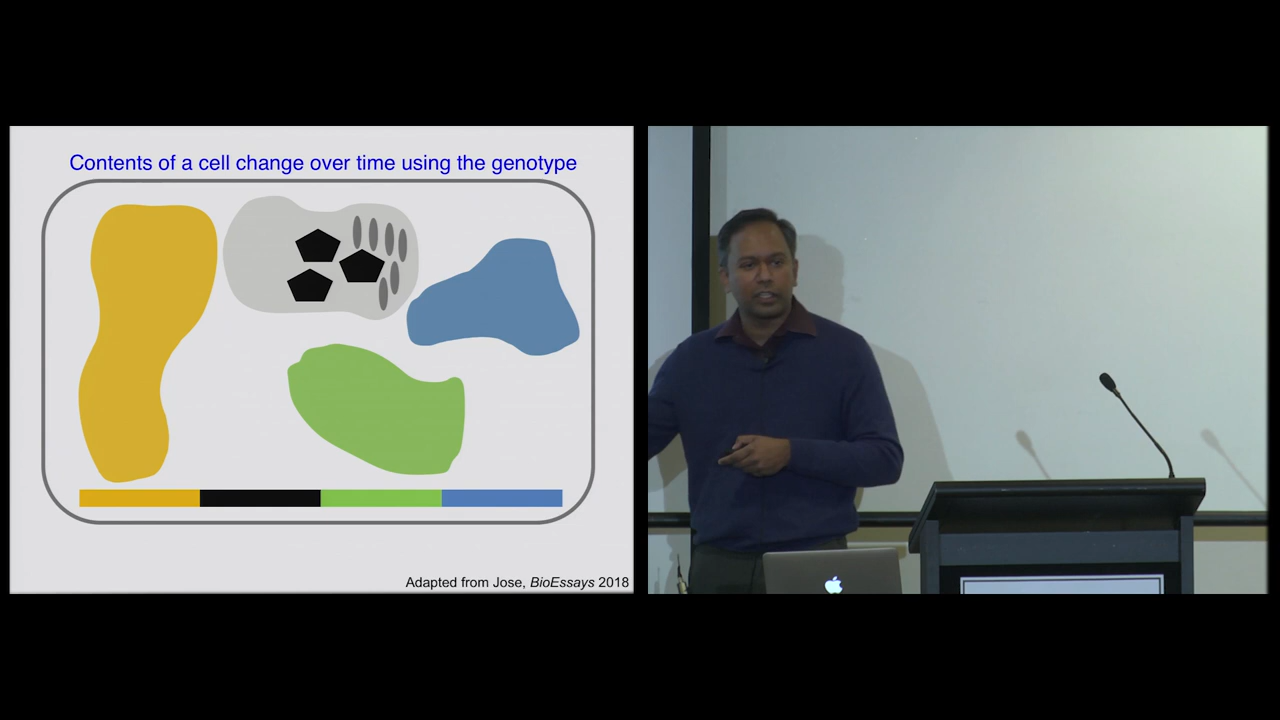 Contents of a cell change over time using the genotype
Adapted from Jose, BioEssays 2018